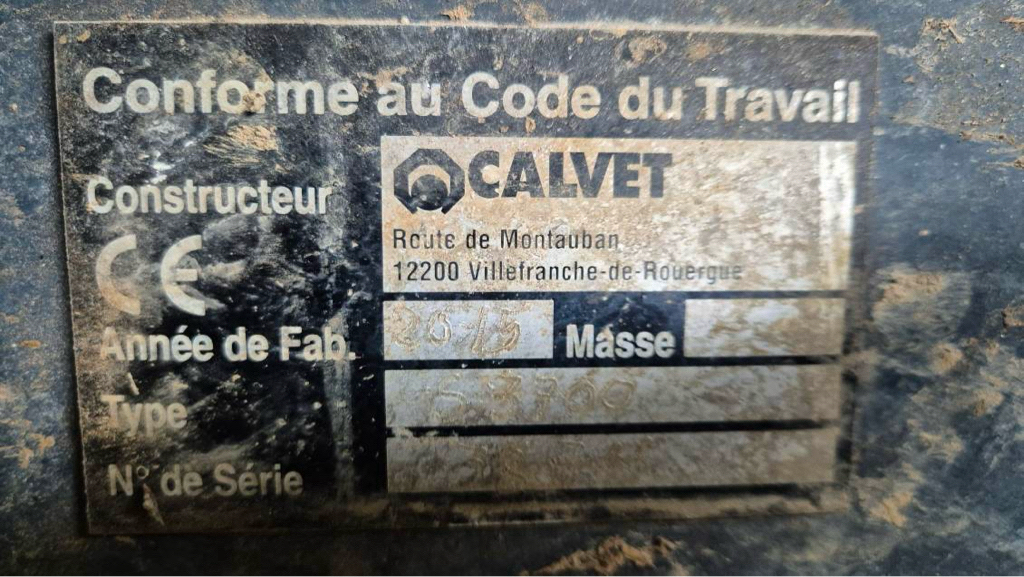 Conforme au Code du Travail
Constructeur CALVET
Route de Montauban
12200 Villefranche-de-Rouergue
CE
Année de Fab. 2015 Masse
Type
N° de Série